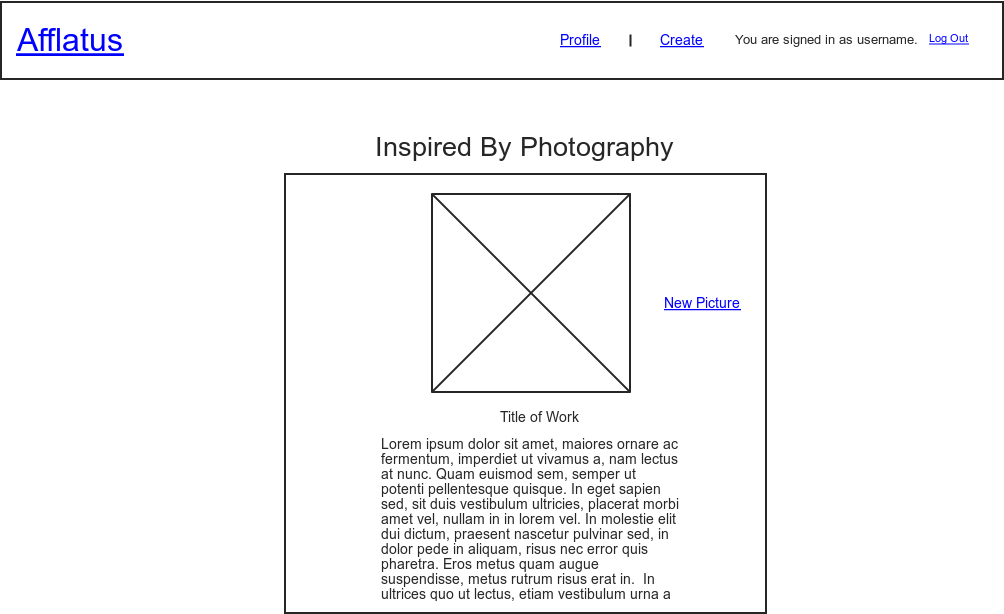 Afflatus
Profile | Create You are signed in as username. Log Out
Inspired By Photography
New Picture
Title of Work
Lorem ipsum dolor sit amet, maiores ornare ac
fermentum, imperdiet ut vivamus a, nam lectus
at nunc. Quam euismod sem, semper ut
potenti pellentesque quisque. In eget sapien
sed, sit duis vestibulum ultricies, placerat morbi
amet vel, nullam in in lorem vel. In molestie elit
dui dictum, praesent nascetur pulvinar sed, in
dolor pede in aliquam, risus nec error quis
pharetra. Eros metus quam augue
suspendisse, metus rutrum risus erat in.  In
ultrices quo ut lectus, etiam vestibulum urna a